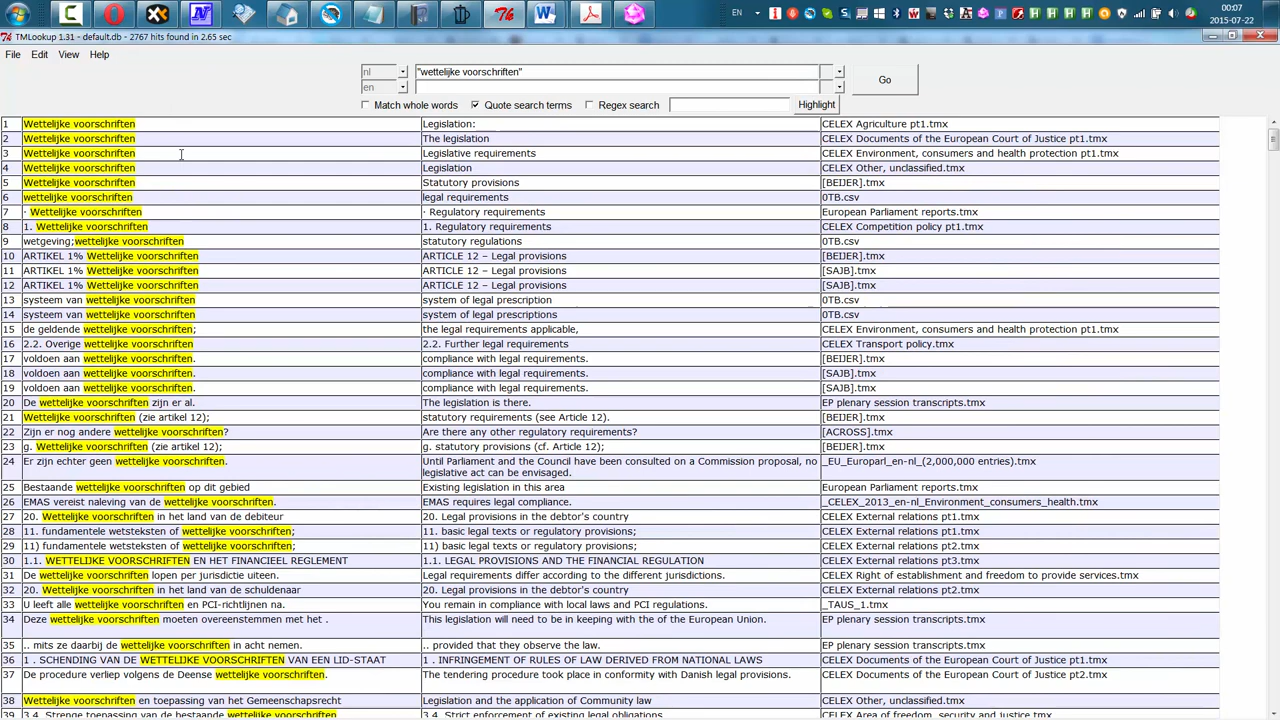 EN
00:07
2015-07-22
TMLookup 1.31 - default.db - 2767 hits found in 2.65 sec
File Edit View Help
nl "wettelijke voorschriften" Go
en
Match whole words Quote search terms Regex search Highlight
1 Wettelijke voorschriften Legislation: CELEX Agriculture pt1.tmx
2 Wettelijke voorschriften The legislation CELEX Documents of the European Court of Justice pt1.tmx
3 Wettelijke voorschriften Legislative requirements CELEX Environment, consumers and health protection pt1.tmx
4 Wettelijke voorschriften Legislation CELEX Other, unclassified.tmx
5 Wettelijke voorschriften Statutory provisions [BEIJER].tmx
6 wettelijke voorschriften legal requirements 0TB.csv
7 · Wettelijke voorschriften · Regulatory requirements European Parliament reports.tmx
8 1. Wettelijke voorschriften 1. Regulatory requirements CELEX Competition policy pt1.tmx
9 wetgeving;wettelijke voorschriften statutory regulations 0TB.csv
10 ARTIKEL 1% Wettelijke voorschriften ARTICLE 12 – Legal provisions [BEIJER].tmx
11 ARTIKEL 1% Wettelijke voorschriften ARTICLE 12 – Legal provisions [SAJB].tmx
12 ARTIKEL 1% Wettelijke voorschriften ARTICLE 12 – Legal provisions [SAJB].tmx
13 systeem van wettelijke voorschriften system of legal prescription 0TB.csv
14 systeem van wettelijke voorschriften system of legal prescriptions 0TB.csv
15 de geldende wettelijke voorschriften; the legal requirements applicable, CELEX Environment, consumers and health protection pt1.tmx
16 2.2. Overige wettelijke voorschriften 2.2. Further legal requirements CELEX Transport policy.tmx
17 voldoen aan wettelijke voorschriften. compliance with legal requirements. [BEIJER].tmx
18 voldoen aan wettelijke voorschriften. compliance with legal requirements. [SAJB].tmx
19 voldoen aan wettelijke voorschriften. compliance with legal requirements. [SAJB].tmx
20 De wettelijke voorschriften zijn er al. The legislation is there. EP plenary session transcripts.tmx
21 Wettelijke voorschriften (zie artikel 12); statutory requirements (see Article 12). [BEIJER].tmx
22 Zijn er nog andere wettelijke voorschriften? Are there any other regulatory requirements? [ACROSS].tmx
23 g. Wettelijke voorschriften (zie artikel 12); g. statutory provisions (cf. Article 12); [BEIJER].tmx
24 Er zijn echter geen wettelijke voorschriften. Until Parliament and the Council have been consulted on a Commission proposal, no _EU_Europarl_en-nl_(2,000,000 entries).tmx
legislative act can be envisaged.
25 Bestaande wettelijke voorschriften op dit gebied Existing legislation in this area European Parliament reports.tmx
26 EMAS vereist naleving van de wettelijke voorschriften. EMAS requires legal compliance. _CELEX_2013_en-nl_Environment_consumers_health.tmx
27 20. Wettelijke voorschriften in het land van de debiteur 20. Legal provisions in the debtor's country CELEX External relations pt1.tmx
28 11. fundamentele wetsteksten of wettelijke voorschriften; 11. basic legal texts or regulatory provisions; CELEX External relations pt1.tmx
29 11) fundamentele wetsteksten of wettelijke voorschriften; 11) basic legal texts or regulatory provisions; CELEX External relations pt2.tmx
30 1.1. WETTELIJKE VOORSCHRIFTEN EN HET FINANCIEEL REGLEMENT 1.1. LEGAL PROVISIONS AND THE FINANCIAL REGULATION CELEX External relations pt3.tmx
31 De wettelijke voorschriften lopen per jurisdictie uiteen. Legal requirements differ according to the different jurisdictions. CELEX Right of establishment and freedom to provide services.tmx
32 20. Wettelijke voorschriften in het land van de schuldenaar 20. Legal provisions in the debtor's country CELEX External relations pt2.tmx
33 U leeft alle wettelijke voorschriften en PCI-richtlijnen na. You remain in compliance with local laws and PCI regulations. _TAUS_1.tmx
34 Deze wettelijke voorschriften moeten overeenstemmen met het . This legislation will need to be in keeping with the of the European Union. EP plenary session transcripts.tmx
35 .. mits ze daarbij de wettelijke voorschriften in acht nemen. .. provided that they observe the law. EP plenary session transcripts.tmx
36 1 . SCHENDING VAN DE WETTELIJKE VOORSCHRIFTEN VAN EEN LID-STAAT 1 . INFRINGEMENT OF RULES OF LAW DERIVED FROM NATIONAL LAWS CELEX Documents of the European Court of Justice pt1.tmx
37 De procedure verliep volgens de Deense wettelijke voorschriften. The tendering procedure took place in conformity with Danish legal provisions. CELEX Documents of the European Court of Justice pt2.tmx
38 Wettelijke voorschriften en toepassing van het Gemeenschapsrecht Legislation and the application of Community law CELEX Other, unclassified.tmx
39 3.4. Strenge toepassing van de bestaande wettelijke voorschriften 3.4. Strict enforcement of existing legal obligations CELEX Area of freedom, security and justice.tmx